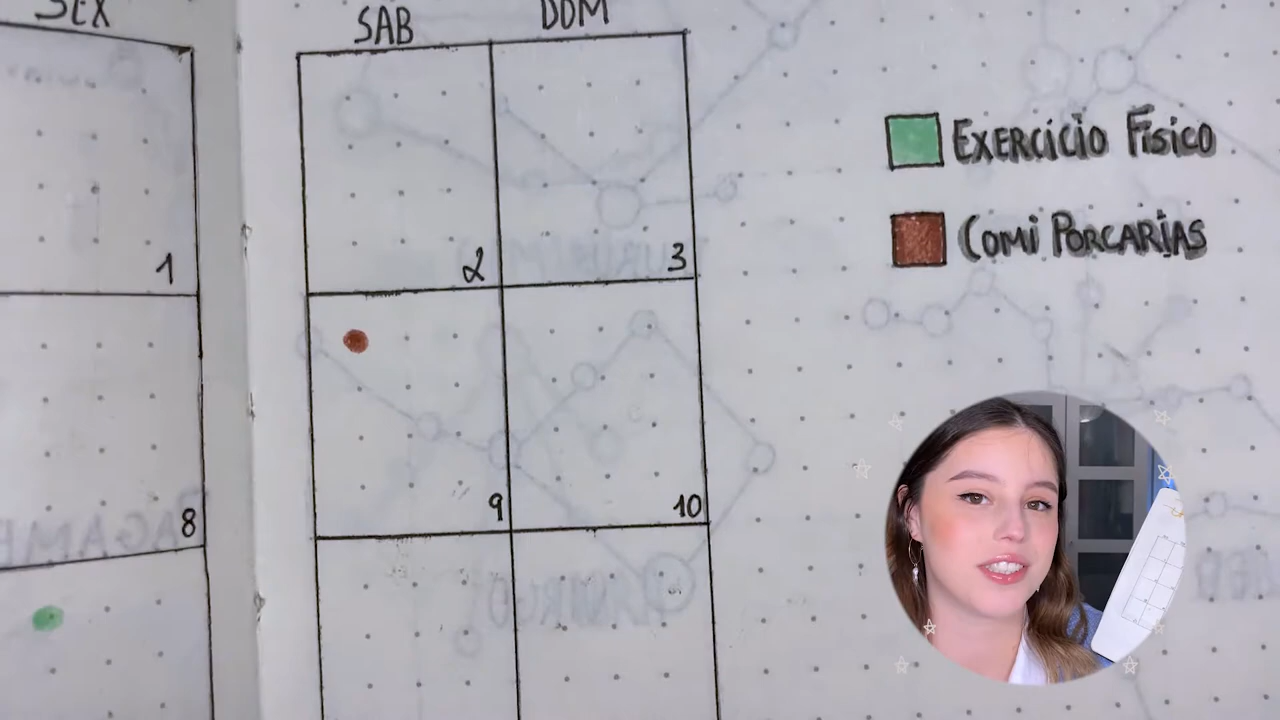 SEX
SAB
DOM
1
2
3
8
9
10
EXERCÍCIO FÍSICO
COMI PORCARIAS